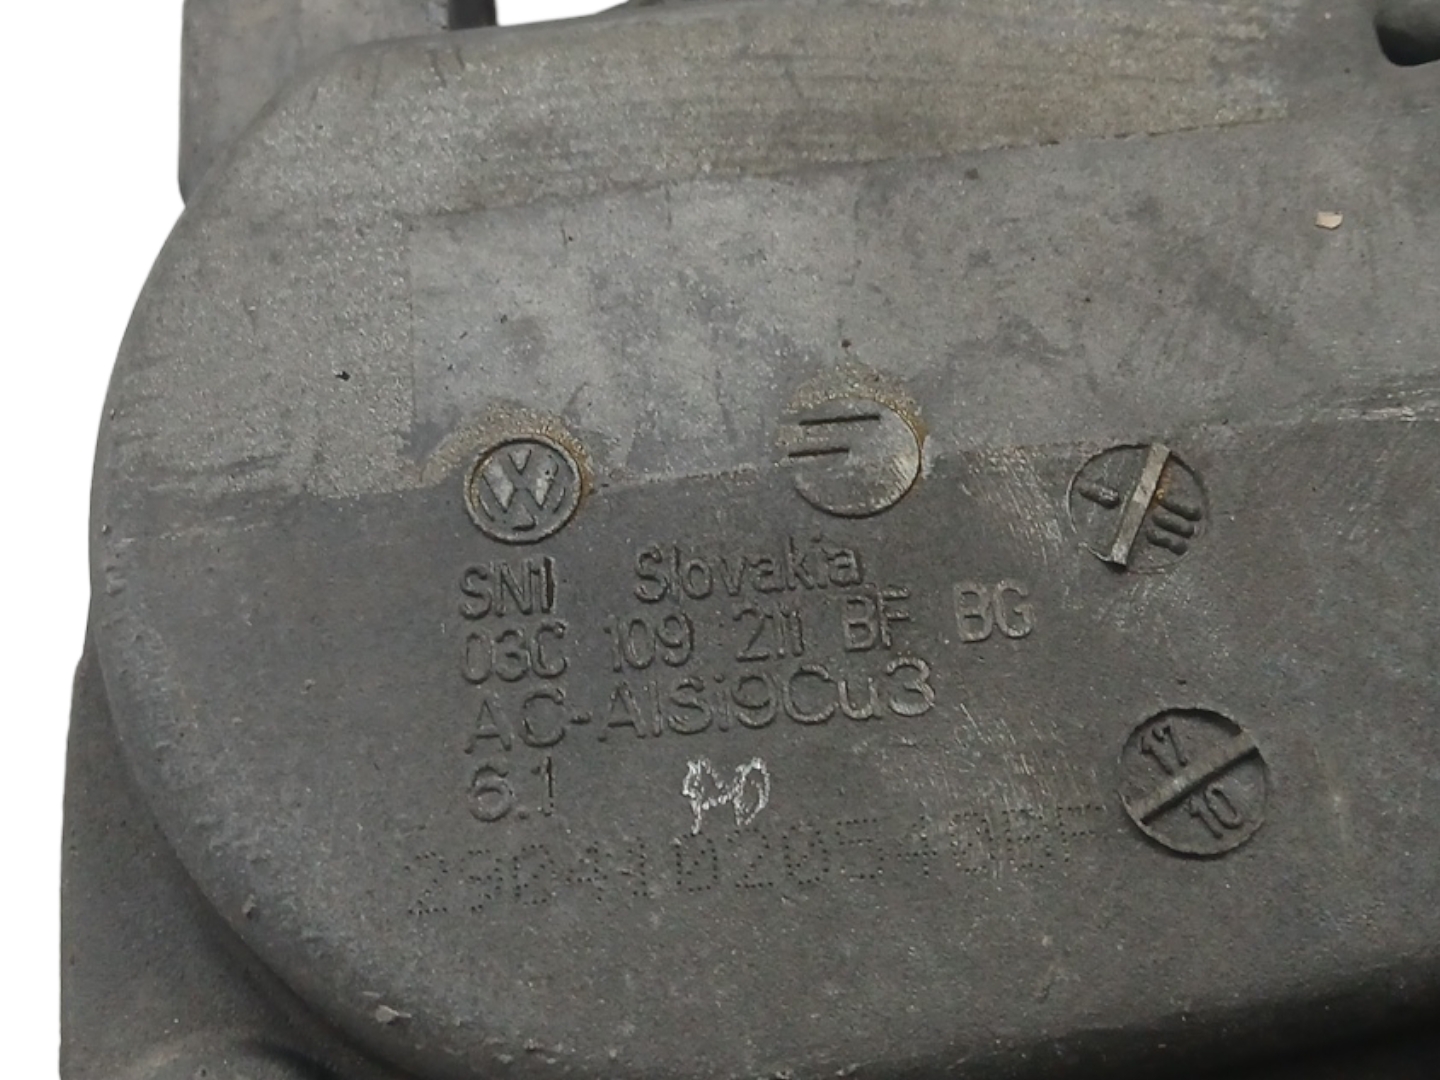 SNI Slovakia
03C 109 211 BF BG
AC-AlSi9Cu3
6.1
17
10